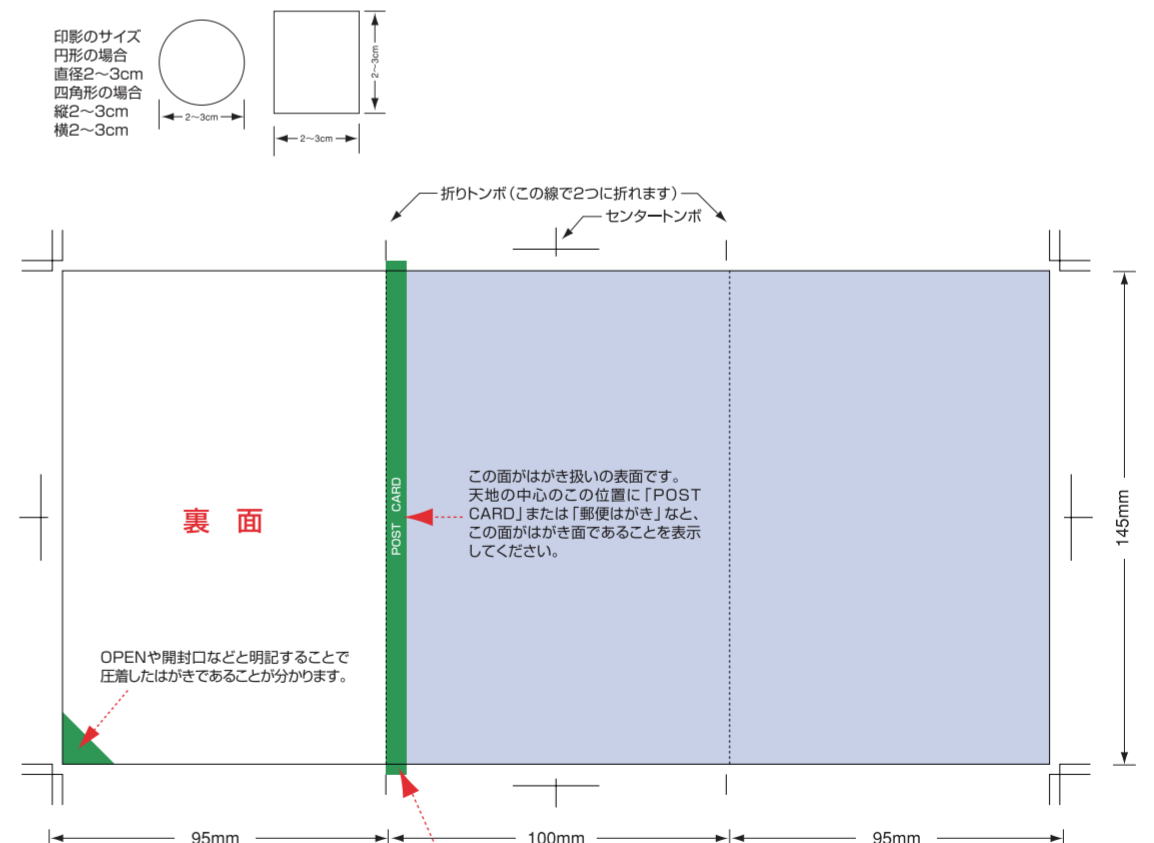 印影のサイズ
円形の場合
直径2〜3cm
四角形の場合
縦2〜3cm
横2〜3cm
2〜3cm
2〜3cm
2〜3cm
折りトンボ（この線で2つに折れます）
センタートンボ
裏 面
POST CARD
この面がはがき扱いの表面です。
天地の中心のこの位置に「POST
CARD」または「郵便はがき」など、
この面がはがき面であることを表示
してください。
145mm
OPENや開封口などと明記することで
圧着したはがきであることが分かります。
95mm
100mm
95mm